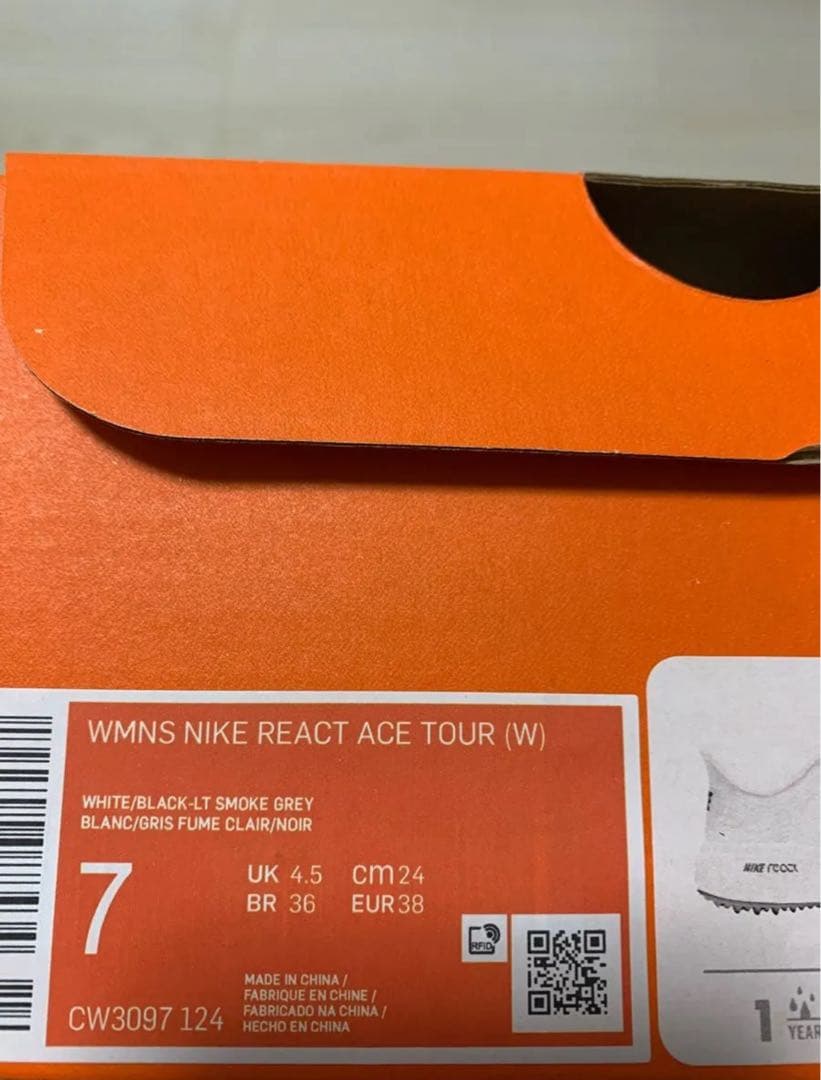 WMNS NIKE REACT ACE TOUR (W)
WHITE/BLACK-LT SMOKE GREY
BLANC/GRIS FUME CLAIR/NOIR
7
UK 4.5 cm 24
BR 36 EUR 38
RFID
MADE IN CHINA /
FABRIQUE EN CHINE /
FABRICADO NA CHINA /
HECHO EN CHINA
CW3097 124
NIKE react
1 YEAR